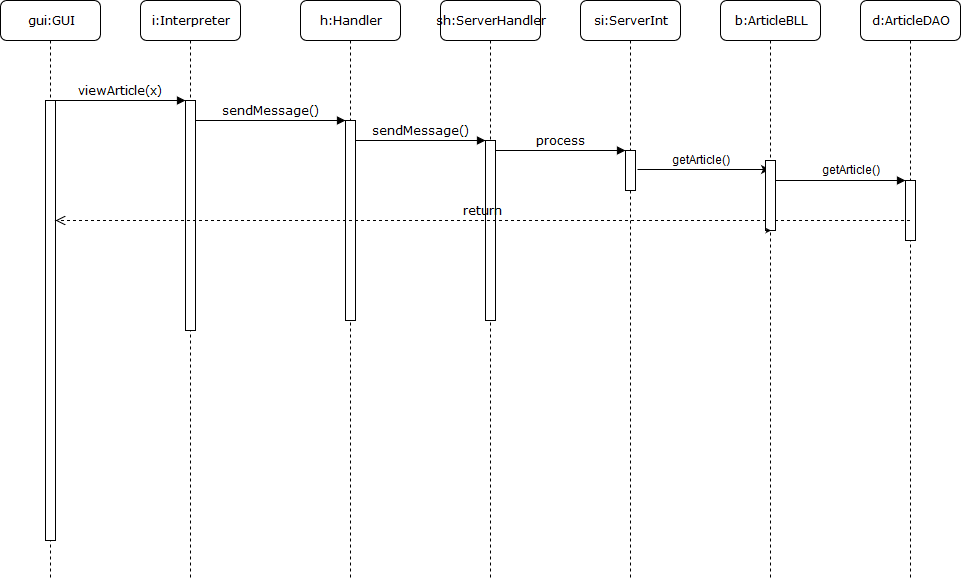 gui:GUI
i:Interpreter
h:Handler
sh:ServerHandler
si:ServerInt
b:ArticleBLL
d:ArticleDAO
viewArticle(x)
sendMessage()
sendMessage()
process
getArticle()
getArticle()
return